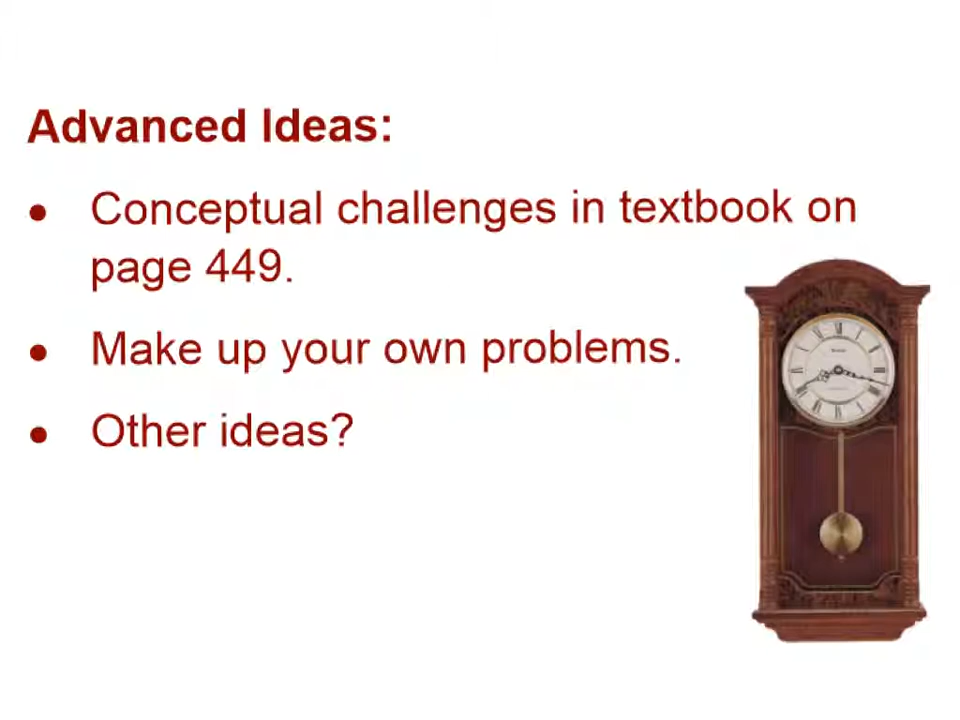 Advanced Ideas:
• Conceptual challenges in textbook on
page 449.
• Make up your own problems.
• Other ideas?